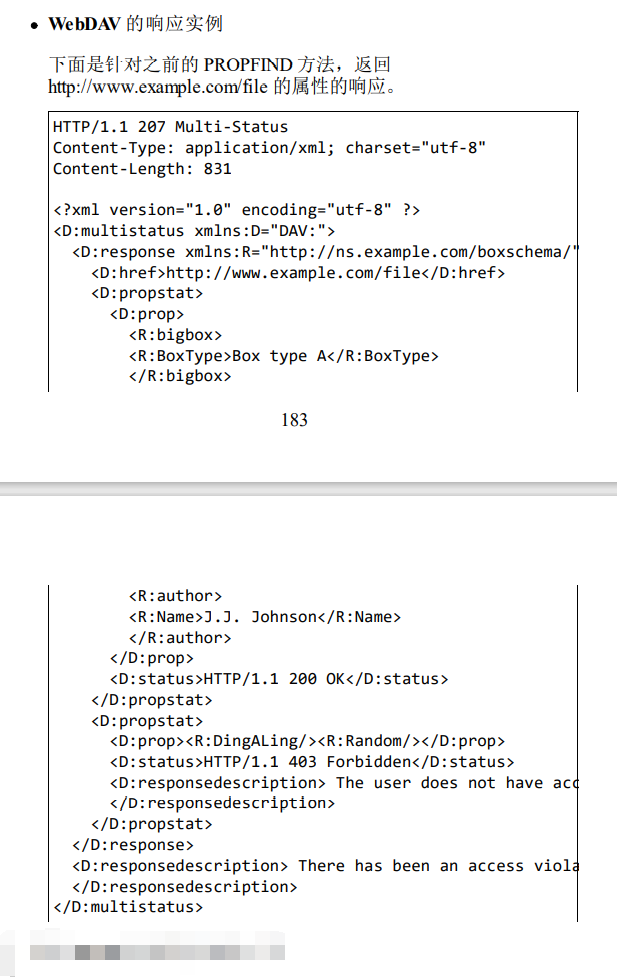 • WebDAV 的响应实例
下面是针对之前的 PROPFIND 方法，返回
http://www.example.com/file 的属性的响应。
HTTP/1.1 207 Multi-Status
Content-Type: application/xml; charset="utf-8"
Content-Length: 831
<?xml version="1.0" encoding="utf-8" ?>
<D:multistatus xmlns:D="DAV:">
  <D:response xmlns:R="http://ns.example.com/boxschema/"
    <D:href>http://www.example.com/file</D:href>
    <D:propstat>
      <D:prop>
        <R:bigbox>
        <R:BoxType>Box type A</R:BoxType>
        </R:bigbox>
183
        <R:author>
        <R:Name>J.J. Johnson</R:Name>
        </R:author>
      </D:prop>
      <D:status>HTTP/1.1 200 OK</D:status>
    </D:propstat>
    <D:propstat>
      <D:prop><R:DingALing/><R:Random/></D:prop>
      <D:status>HTTP/1.1 403 Forbidden</D:status>
      <D:responsedescription> The user does not have acc
      </D:responsedescription>
    </D:propstat>
  </D:response>
  <D:responsedescription> There has been an access viola
  </D:responsedescription>
</D:multistatus>